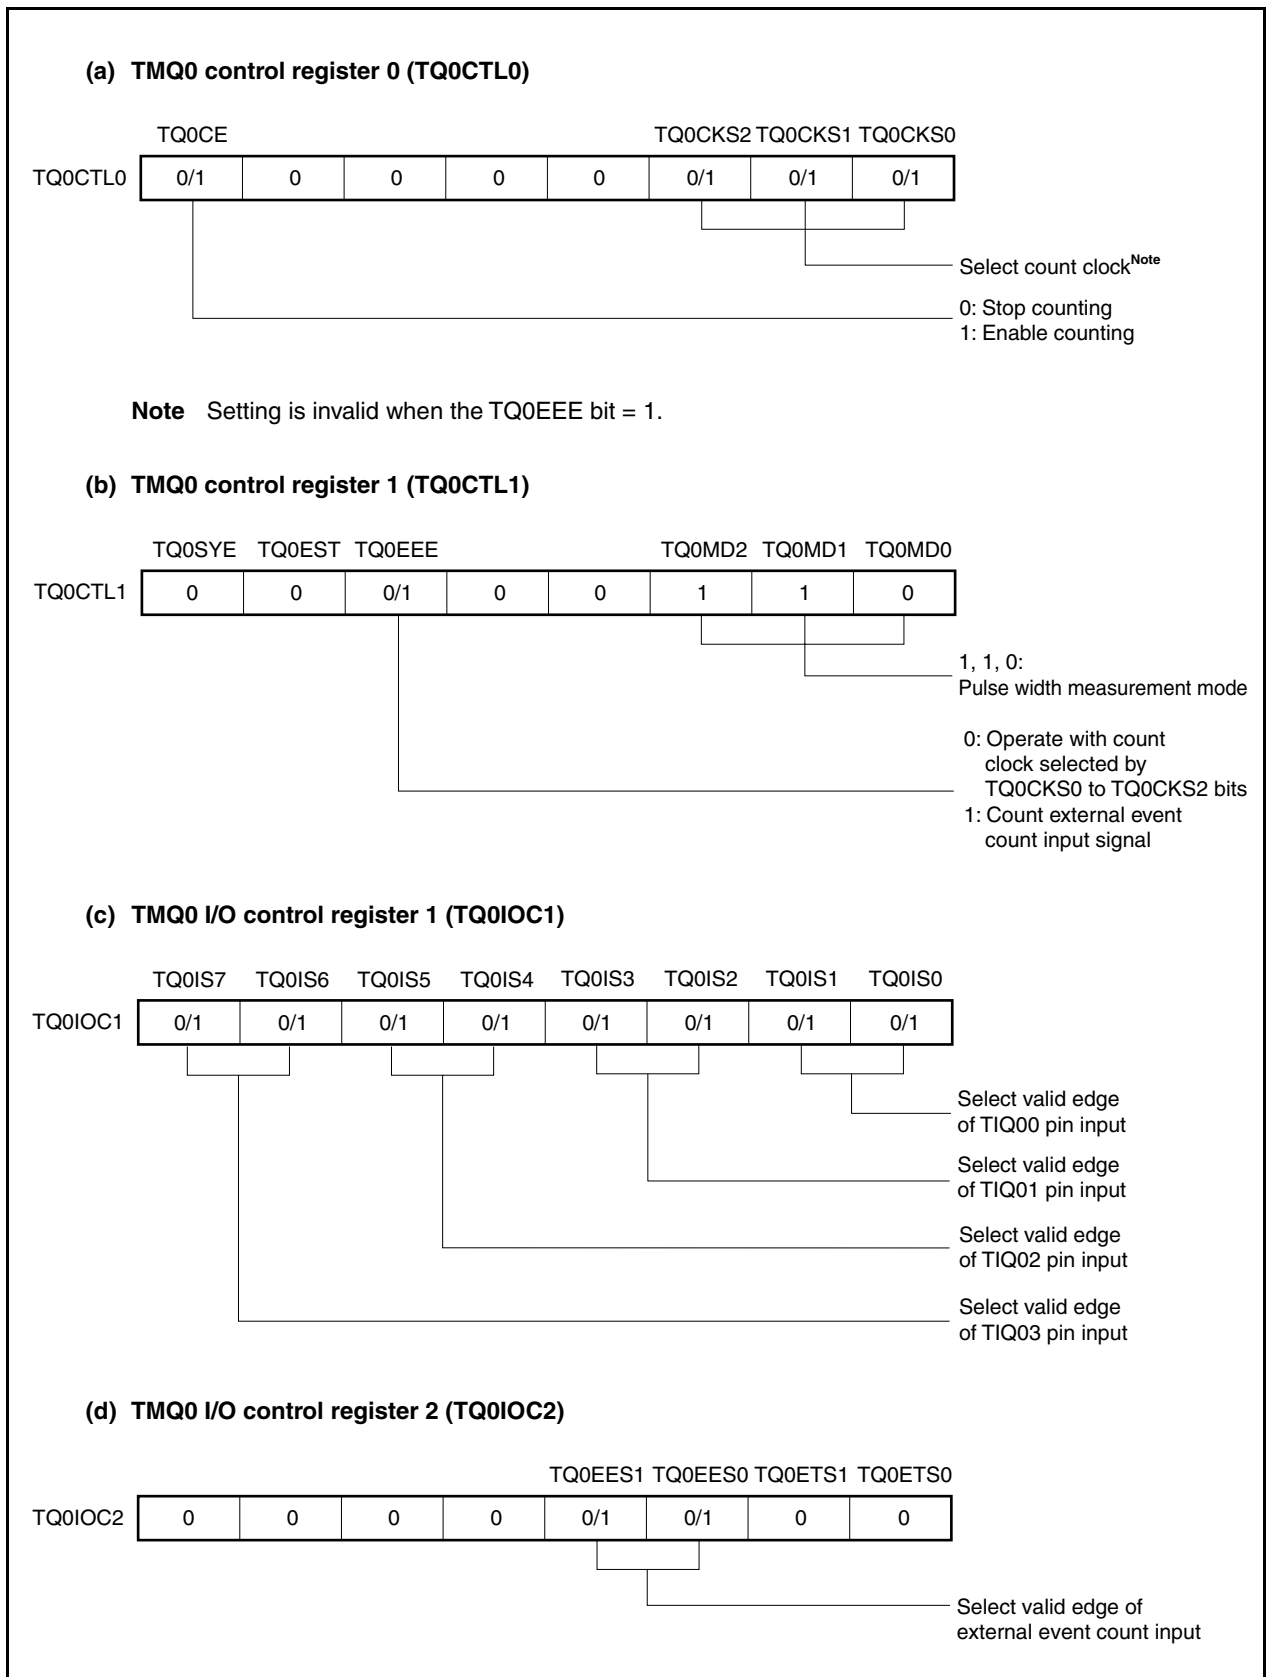 (a) TMQ0 control register 0 (TQ0CTL0)
TQ0CE TQ0CKS2 TQ0CKS1 TQ0CKS0
TQ0CTL0 0/1 0 0 0 0 0/1 0/1 0/1
Select count clockNote
0: Stop counting
1: Enable counting
Note Setting is invalid when the TQ0EEE bit = 1.
(b) TMQ0 control register 1 (TQ0CTL1)
TQ0SYE TQ0EST TQ0EEE TQ0MD2 TQ0MD1 TQ0MD0
TQ0CTL1 0 0 0/1 0 0 1 1 0
1, 1, 0:
Pulse width measurement mode
0: Operate with count
clock selected by
TQ0CKS0 to TQ0CKS2 bits
1: Count external event
count input signal
(c) TMQ0 I/O control register 1 (TQ0IOC1)
TQ0IS7 TQ0IS6 TQ0IS5 TQ0IS4 TQ0IS3 TQ0IS2 TQ0IS1 TQ0IS0
TQ0IOC1 0/1 0/1 0/1 0/1 0/1 0/1 0/1 0/1
Select valid edge
of TIQ00 pin input
Select valid edge
of TIQ01 pin input
Select valid edge
of TIQ02 pin input
Select valid edge
of TIQ03 pin input
(d) TMQ0 I/O control register 2 (TQ0IOC2)
TQ0EES1 TQ0EES0 TQ0ETS1 TQ0ETS0
TQ0IOC2 0 0 0 0 0/1 0/1 0 0
Select valid edge of
external event count input